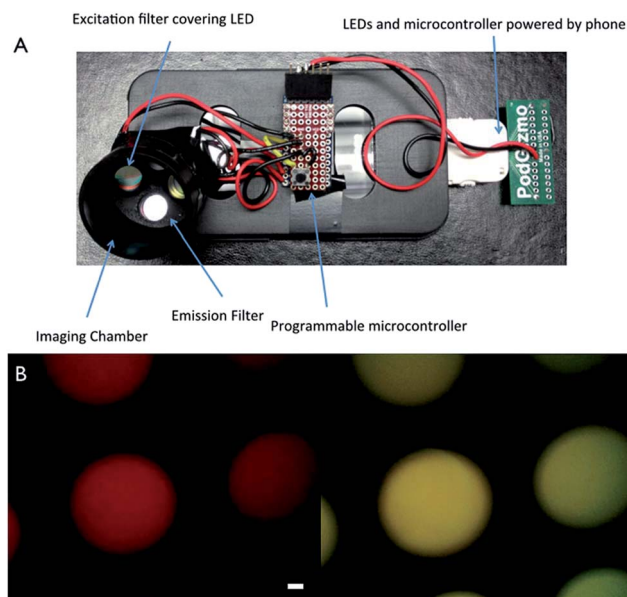 Excitation filter covering LED
LEDs and microcontroller powered by phone
A
PodGizmo
Emission Filter
Programmable microcontroller
Imaging Chamber
B